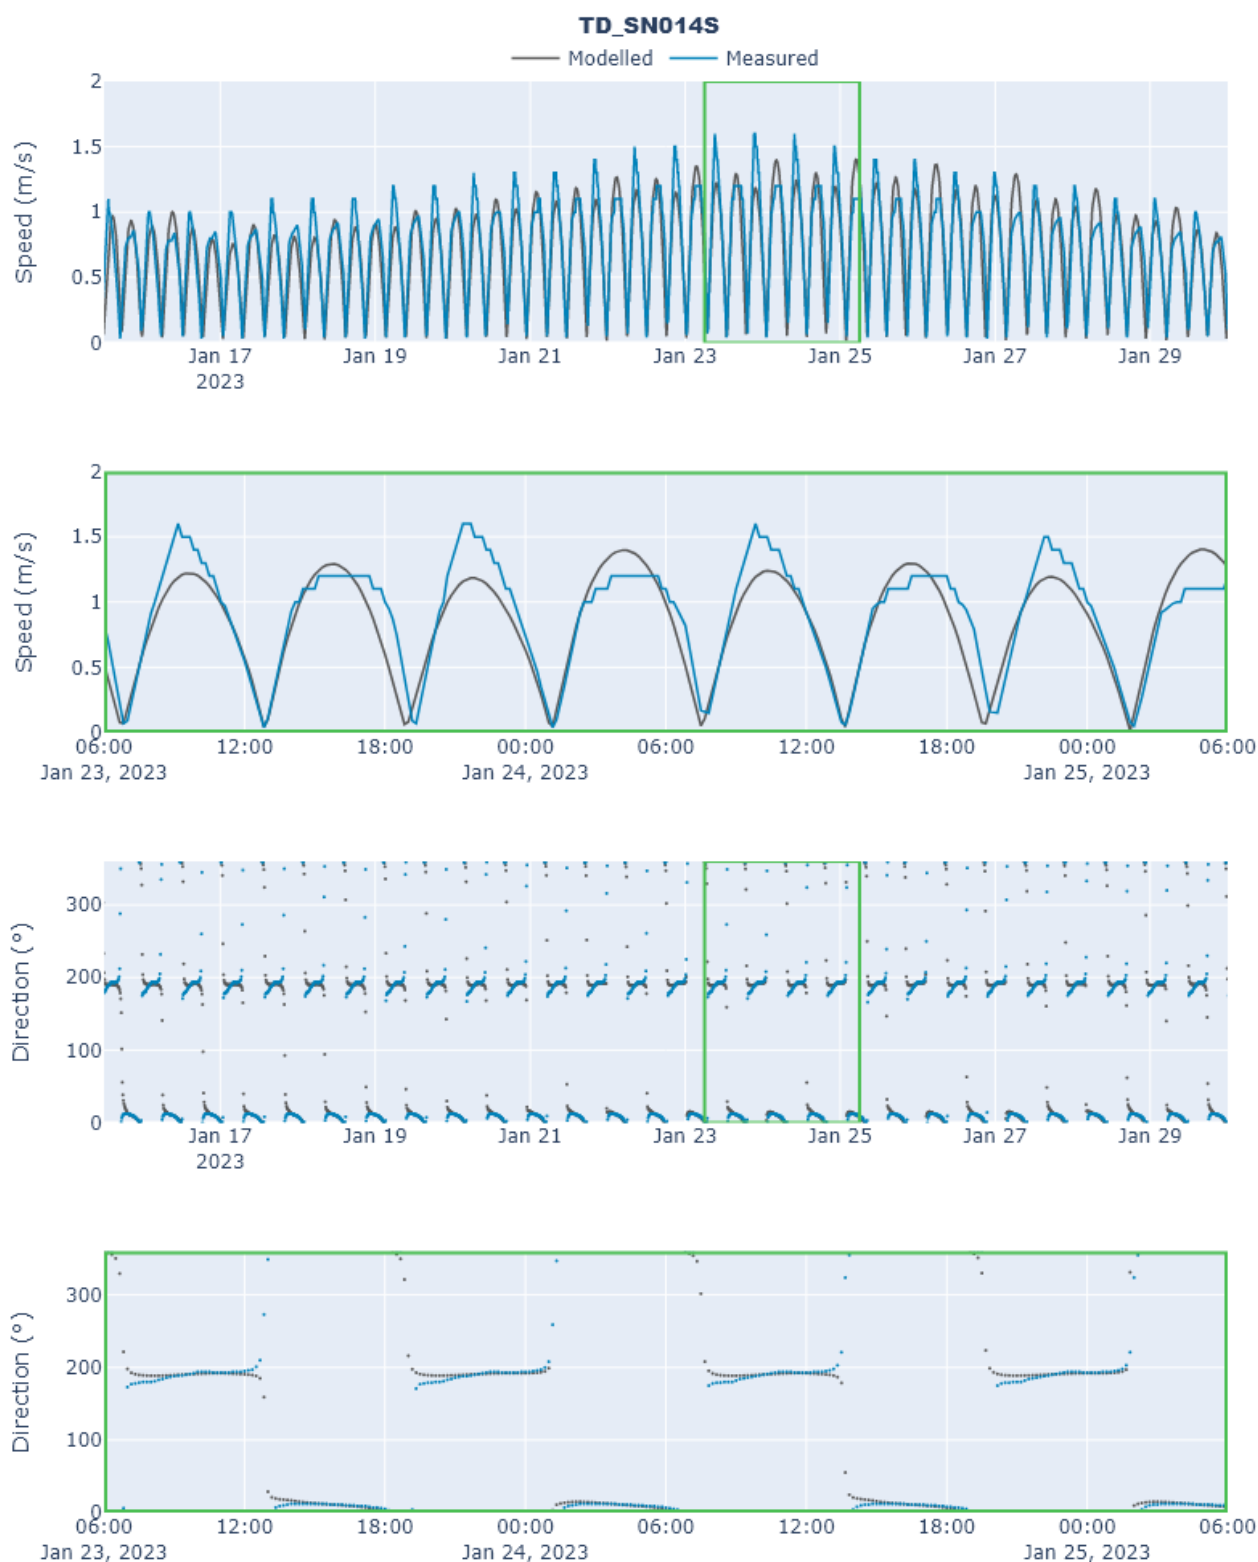 TD_SN014S
Modelled Measured
Speed (m/s)
2
1.5
1
0.5
0
Jan 17 Jan 19 Jan 21 Jan 23 Jan 25 Jan 27 Jan 29
2023
Speed (m/s)
2
1.5
1
0.5
0
06:00 12:00 18:00 00:00 06:00 12:00 18:00 00:00 06:00
Jan 23, 2023 Jan 24, 2023 Jan 25, 2023
Direction (°)
300
200
100
0
Jan 17 Jan 19 Jan 21 Jan 23 Jan 25 Jan 27 Jan 29
2023
Direction (°)
300
200
100
0
06:00 12:00 18:00 00:00 06:00 12:00 18:00 00:00 06:00
Jan 23, 2023 Jan 24, 2023 Jan 25, 2023